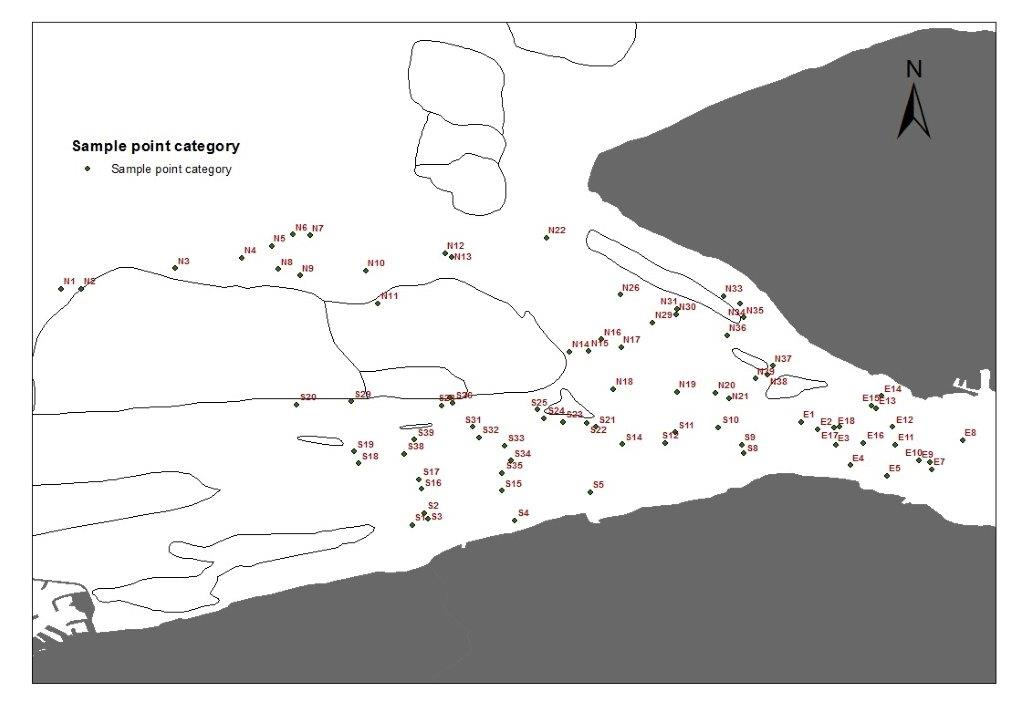 N
Sample point category
Sample point category
N6 N7
N5
N22
N12
N4
N13
N3
N8
N10
N9
N1 N2
N26
N33
N11
N31 N30
N34 N35
N29
N36
N16
N14 N15 N17
N37
N39
N38
N18
N19
N20
N21
E14
E15 E13
S20
S29
S28 S30
S25
S24 S23
S21
S22
E1
E2 E18
E12
E17 E3
E16
E11
E8
S31
S32
S10
S11
S12
S14
S9
S8
S39
S38
S33
S34
S19
S18
E4
E10 E9
E7
E5
S35
S17
S16
S15
S5
S2
S1 S3
S4